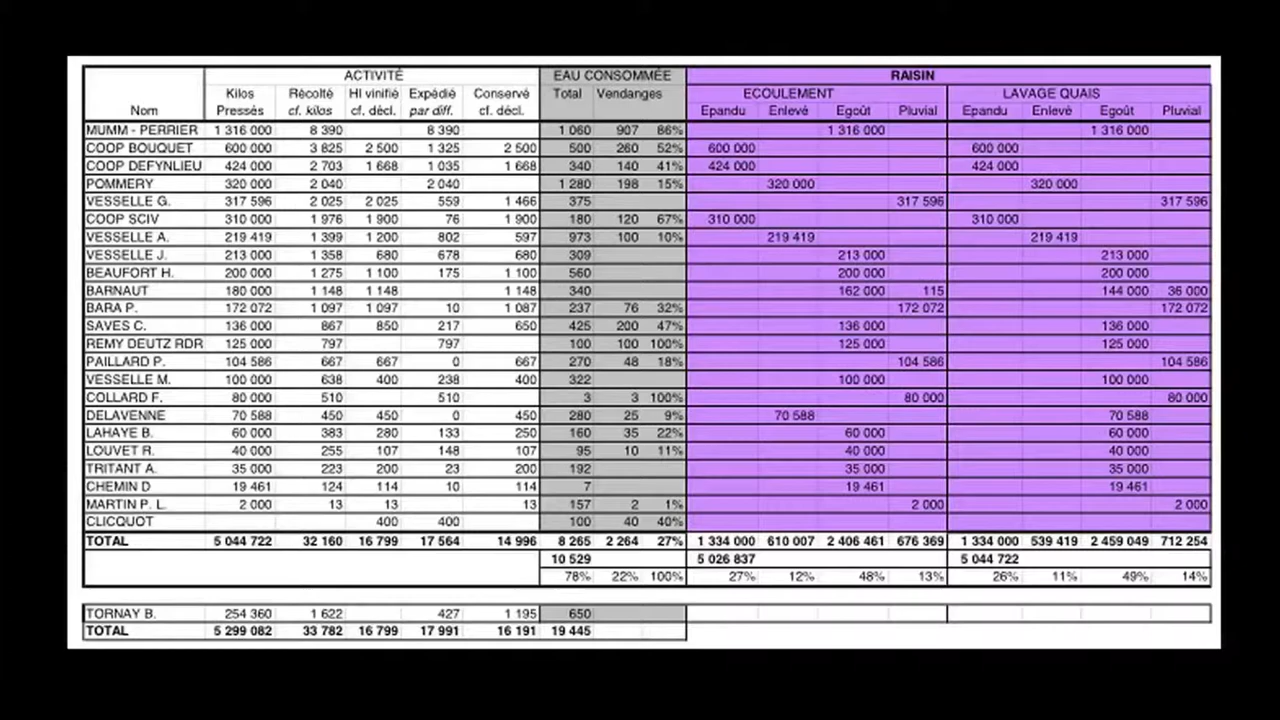 ACTIVITÉ EAU CONSOMMÉE RAISIN
Kilos Récolté Hl vinifié Expédié Conservé Total Vendanges ECOULEMENT LAVAGE QUAIS
Nom Pressés cf. kilos cf. décl. par diff. cf. décl. Epandu Enlevé Egoût Pluvial Epandu Enlevé Egoût Pluvial
MUMM - PERRIER 1 316 000 8 390 8 390 1 060 907 86% 1 316 000 1 316 000
COOP BOUQUET 600 000 3 825 2 500 1 325 2 500 500 260 52% 600 000 600 000
COOP DEFYNLIEU 424 000 2 703 1 668 1 035 1 668 340 140 41% 424 000 424 000
POMMERY 320 000 2 040 2 040 1 280 198 15% 320 000 320 000
VESSELLE G. 317 596 2 025 2 025 559 1 466 375 317 596 317 596
COOP SCIV 310 000 1 976 1 900 76 1 900 180 120 67% 310 000 310 000
VESSELLE A. 219 419 1 399 1 200 802 597 973 100 10% 219 419 219 419
VESSELLE J. 213 000 1 358 680 678 680 309 213 000 213 000
BEAUFORT H. 200 000 1 275 1 100 175 1 100 560 200 000 200 000
BARNAUT 180 000 1 148 1 148 1 148 340 162 000 115 144 000 36 000
BARA P. 172 072 1 097 1 097 10 1 087 237 76 32% 172 072 172 072
SAVES C. 136 000 867 850 217 650 425 200 47% 136 000 136 000
REMY DEUTZ RDR 125 000 797 797 100 100 100% 125 000 125 000
PAILLARD P. 104 586 667 667 0 667 270 48 18% 104 586 104 586
VESSELLE M. 100 000 638 400 238 400 322 100 000 100 000
COLLARD F. 80 000 510 510 3 3 100% 80 000 80 000
DELAVENNE 70 588 450 450 0 450 280 25 9% 70 588 70 588
LAHAYE B. 60 000 383 280 133 250 160 35 22% 60 000 60 000
LOUVET R. 40 000 255 107 148 107 95 10 11% 40 000 40 000
TRITANT A. 35 000 223 200 23 200 192 35 000 35 000
CHEMIN D 19 461 124 114 10 114 7 19 461 19 461
MARTIN P. L. 2 000 13 13 13 157 2 1% 2 000 2 000
CLICQUOT 400 400 100 40 40%
TOTAL 5 044 722 32 160 16 799 17 564 14 996 8 265 2 264 27% 1 334 000 610 007 2 406 461 676 369 1 334 000 539 419 2 459 049 712 254
10 529 5 026 837 5 044 722
78% 22% 100% 27% 12% 48% 13% 26% 11% 49% 14%
TORNAY B. 254 360 1 622 427 1 195 650
TOTAL 5 299 082 33 782 16 799 17 991 16 191 19 445